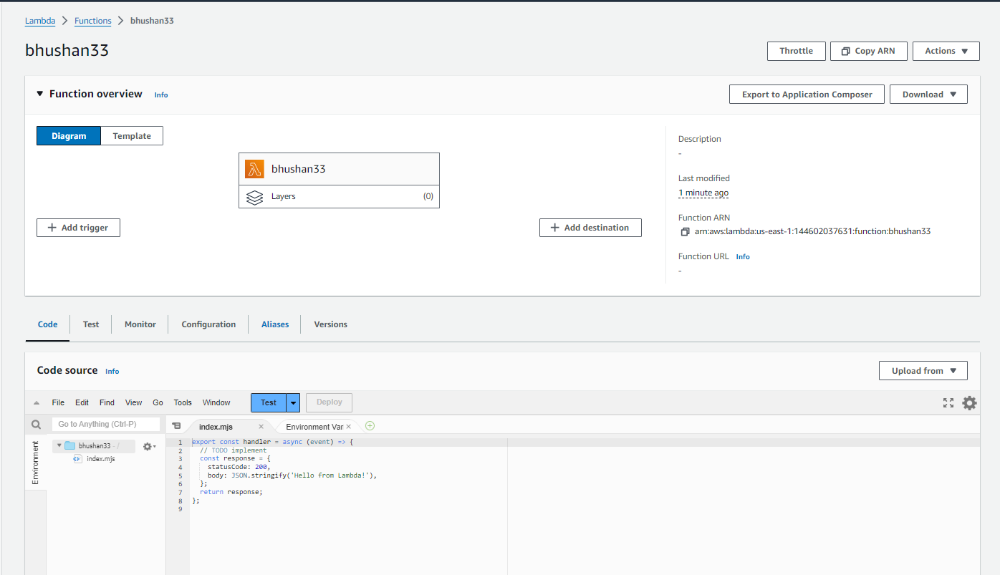 Lambda > Functions > bhushan33
bhushan33
Throttle Copy ARN Actions
Function overview Info
Export to Application Composer Download
Diagram Template
bhushan33
Layers (0)
Add trigger
Add destination
Description
-
Last modified
1 minute ago
Function ARN
arn:aws:lambda:us-east-1:144602037631:function:bhushan33
Function URL Info
-
Code Test Monitor Configuration Aliases Versions
Code source Info
Upload from
File Edit Find View Go Tools Window Test Deploy
Go to Anything (Ctrl-P)
index.mjs Environment Var
Environment
bhushan33 - /
index.mjs
1 export const handler = async (event) => {
2 // TODO implement
3 const response = {
4 statusCode: 200,
5 body: JSON.stringify('Hello from Lambda!'),
6 };
7 return response;
8 };
9